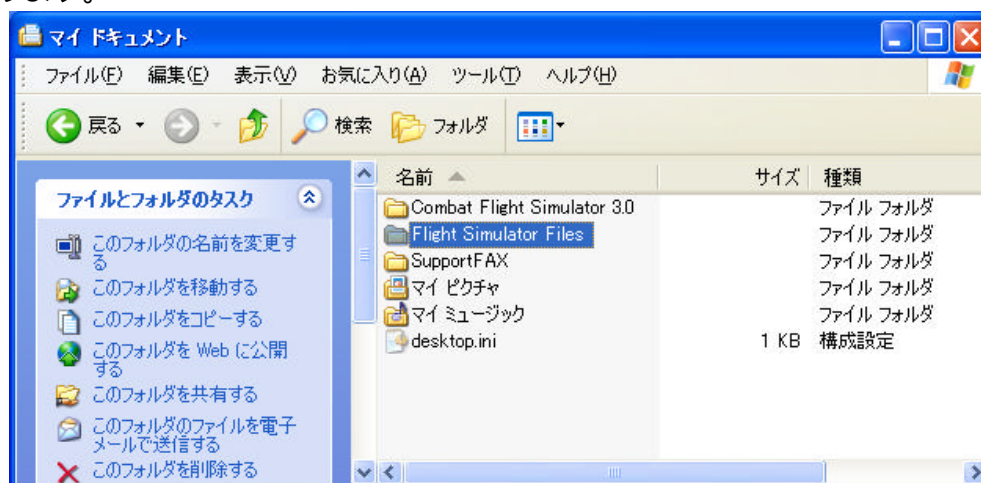 マイ ドキュメント
ファイル(F) 編集(E) 表示(V) お気に入り(A) ツール(T) ヘルプ(H)
戻る 検索 フォルダ
名前 サイズ 種類
ファイルとフォルダのタスク
このフォルダの名前を変更す
る
このフォルダを移動する
このフォルダをコピーする
このフォルダを Web に公開
する
このフォルダを共有する
このフォルダのファイルを電子
メールで送信する
このフォルダを削除する
Combat Flight Simulator 3.0 ファイル フォルダ
Flight Simulator Files ファイル フォルダ
SupportFAX ファイル フォルダ
マイ ピクチャ ファイル フォルダ
マイ ミュージック ファイル フォルダ
desktop.ini 1 KB 構成設定